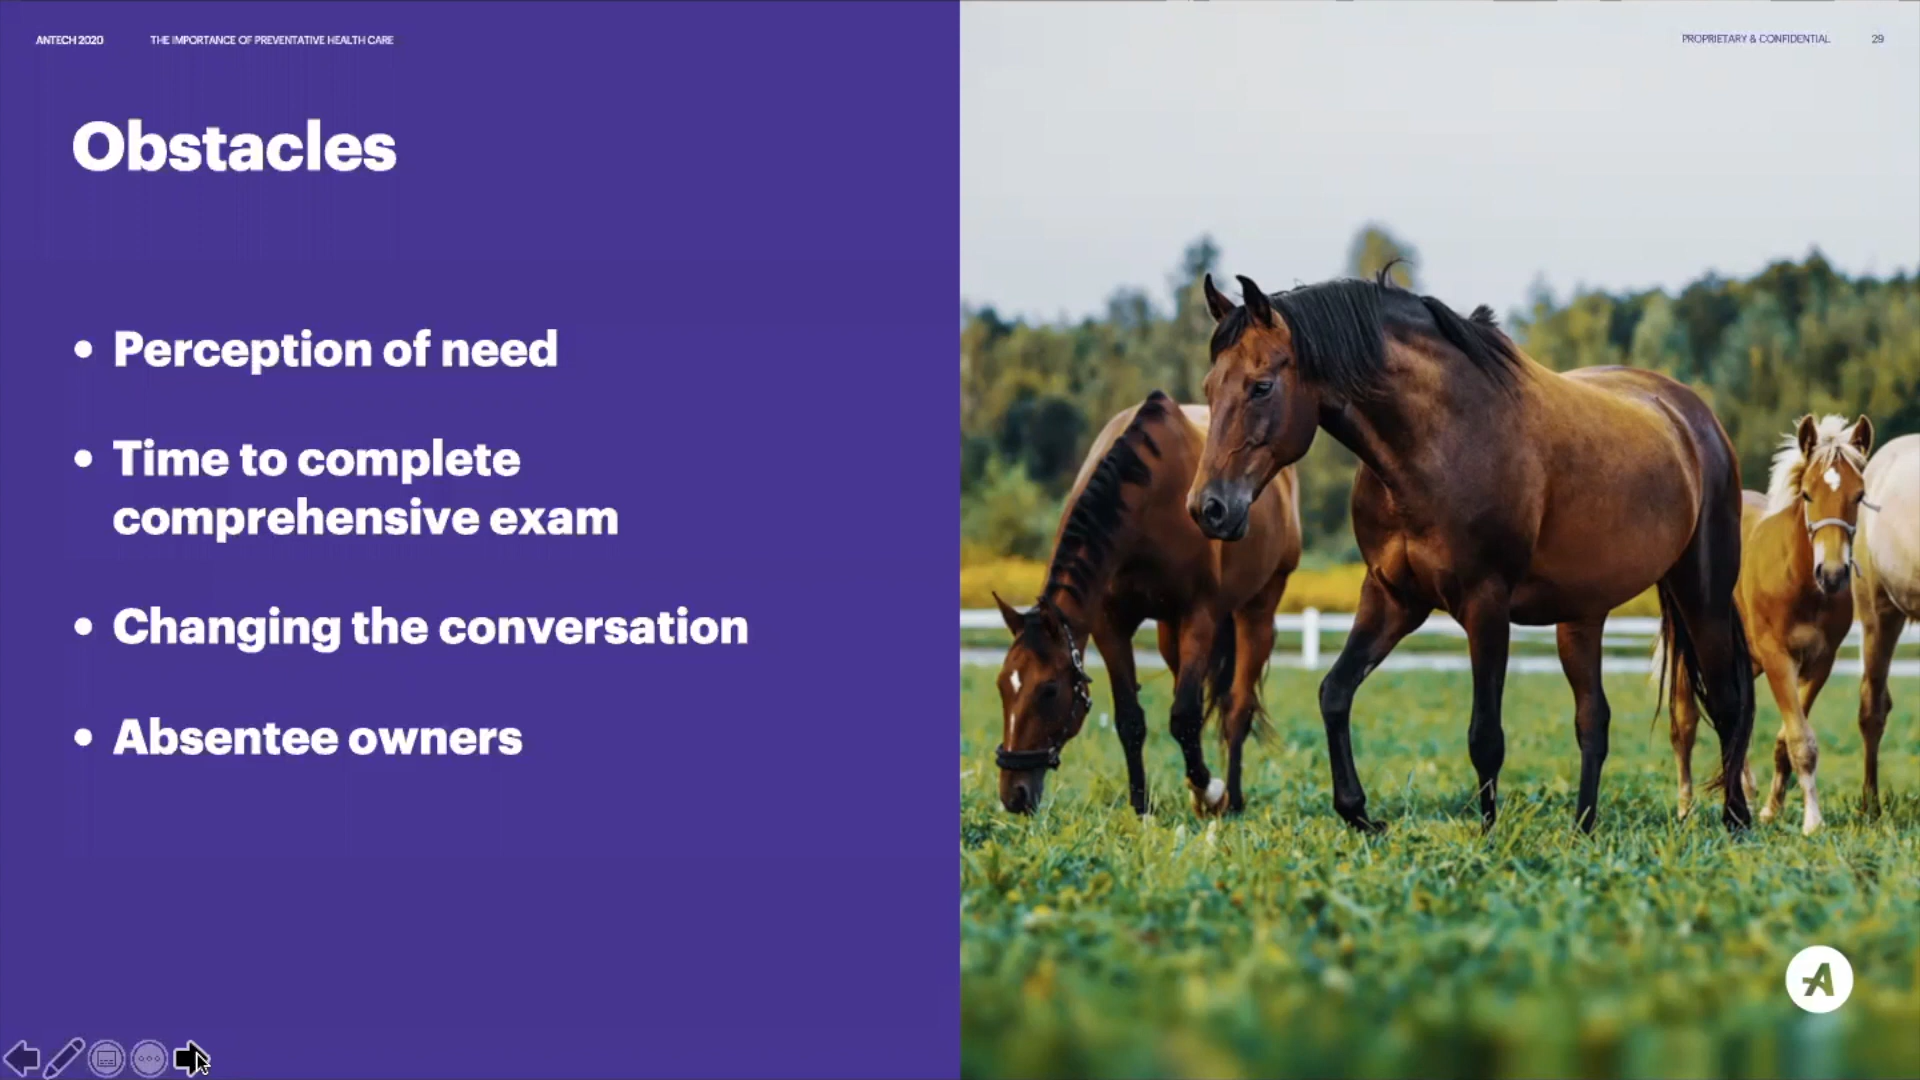 ANTECH 2020 THE IMPORTANCE OF PREVENTATIVE HEALTH CARE PROPRIETARY & CONFIDENTIAL 29
Obstacles
• Perception of need
• Time to complete
comprehensive exam
• Changing the conversation
• Absentee owners
A